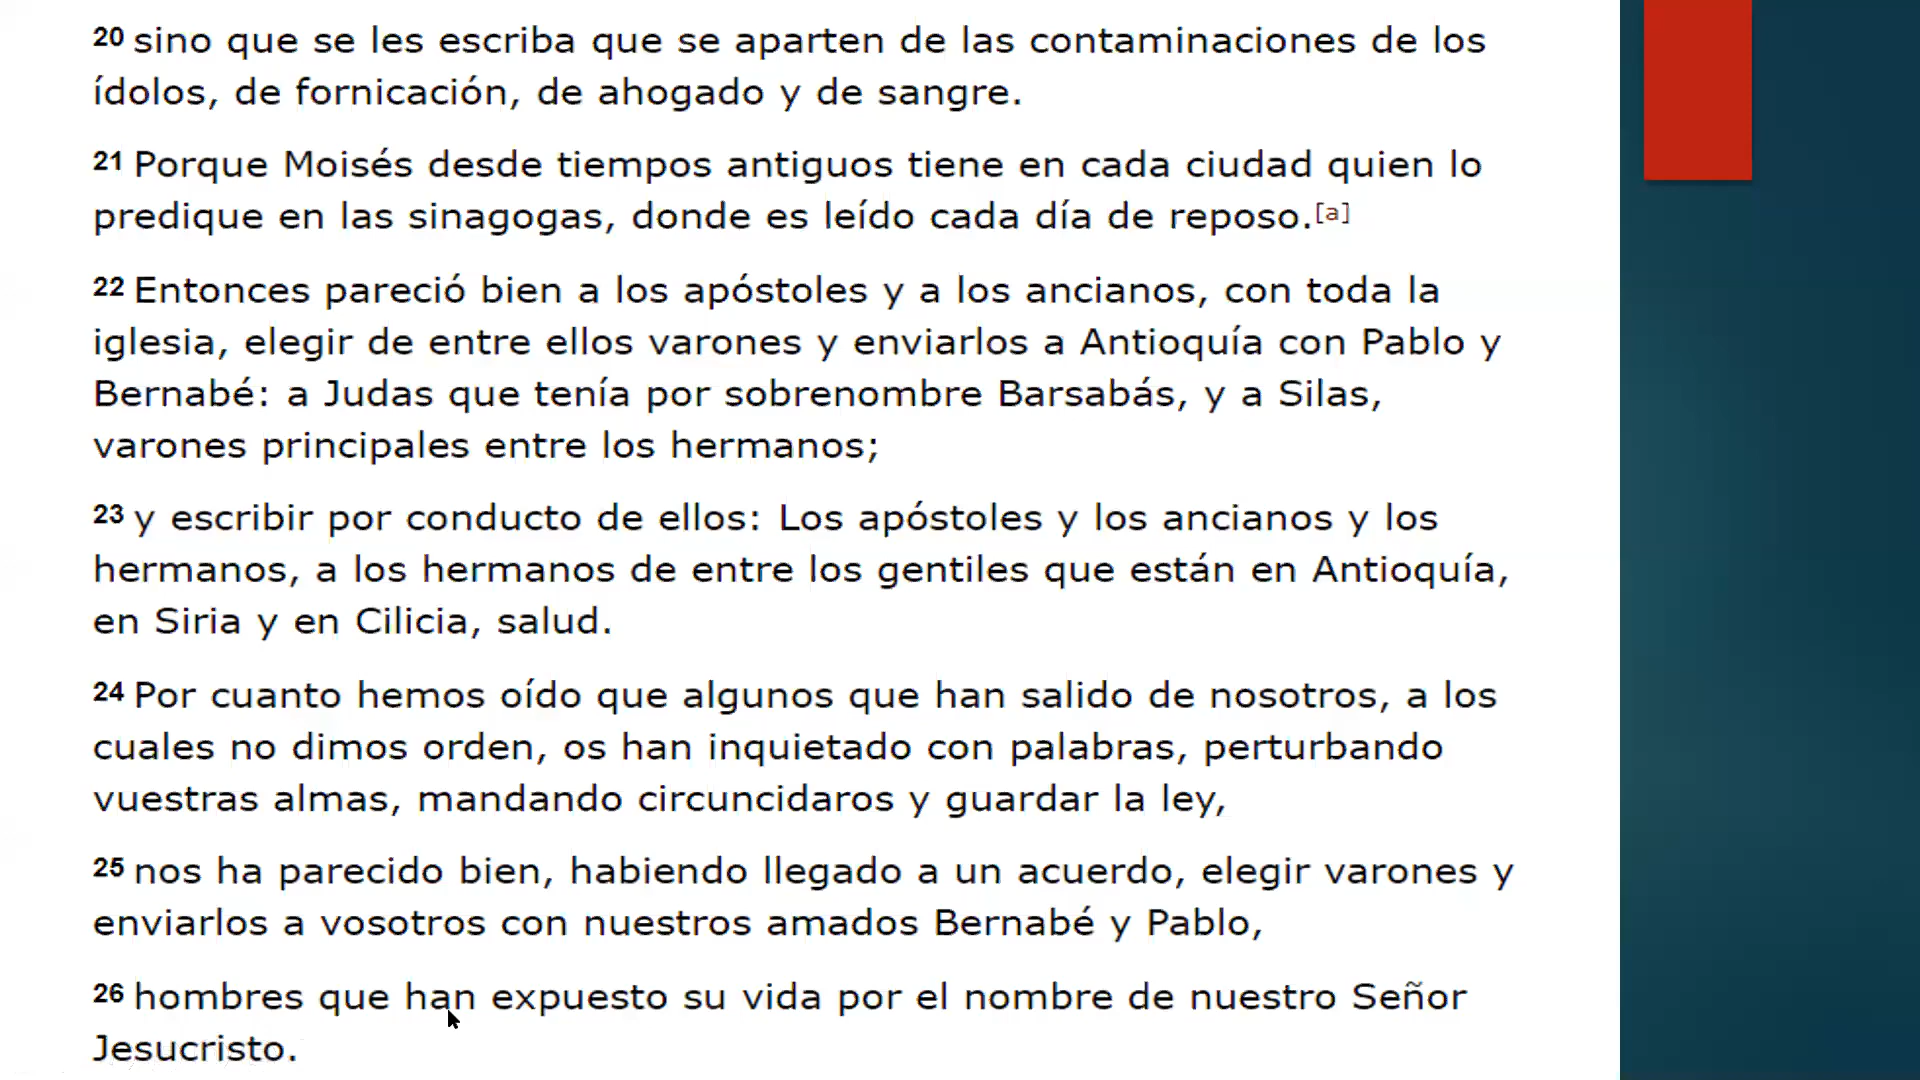 20 sino que se les escriba que se aparten de las contaminaciones de los
ídolos, de fornicación, de ahogado y de sangre.
21 Porque Moisés desde tiempos antiguos tiene en cada ciudad quien lo
predique en las sinagogas, donde es leído cada día de reposo.[a]
22 Entonces pareció bien a los apóstoles y a los ancianos, con toda la
iglesia, elegir de entre ellos varones y enviarlos a Antioquía con Pablo y
Bernabé: a Judas que tenía por sobrenombre Barsabás, y a Silas,
varones principales entre los hermanos;
23 y escribir por conducto de ellos: Los apóstoles y los ancianos y los
hermanos, a los hermanos de entre los gentiles que están en Antioquía,
en Siria y en Cilicia, salud.
24 Por cuanto hemos oído que algunos que han salido de nosotros, a los
cuales no dimos orden, os han inquietado con palabras, perturbando
vuestras almas, mandando circuncidaros y guardar la ley,
25 nos ha parecido bien, habiendo llegado a un acuerdo, elegir varones y
enviarlos a vosotros con nuestros amados Bernabé y Pablo,
26 hombres que han expuesto su vida por el nombre de nuestro Señor
Jesucristo.